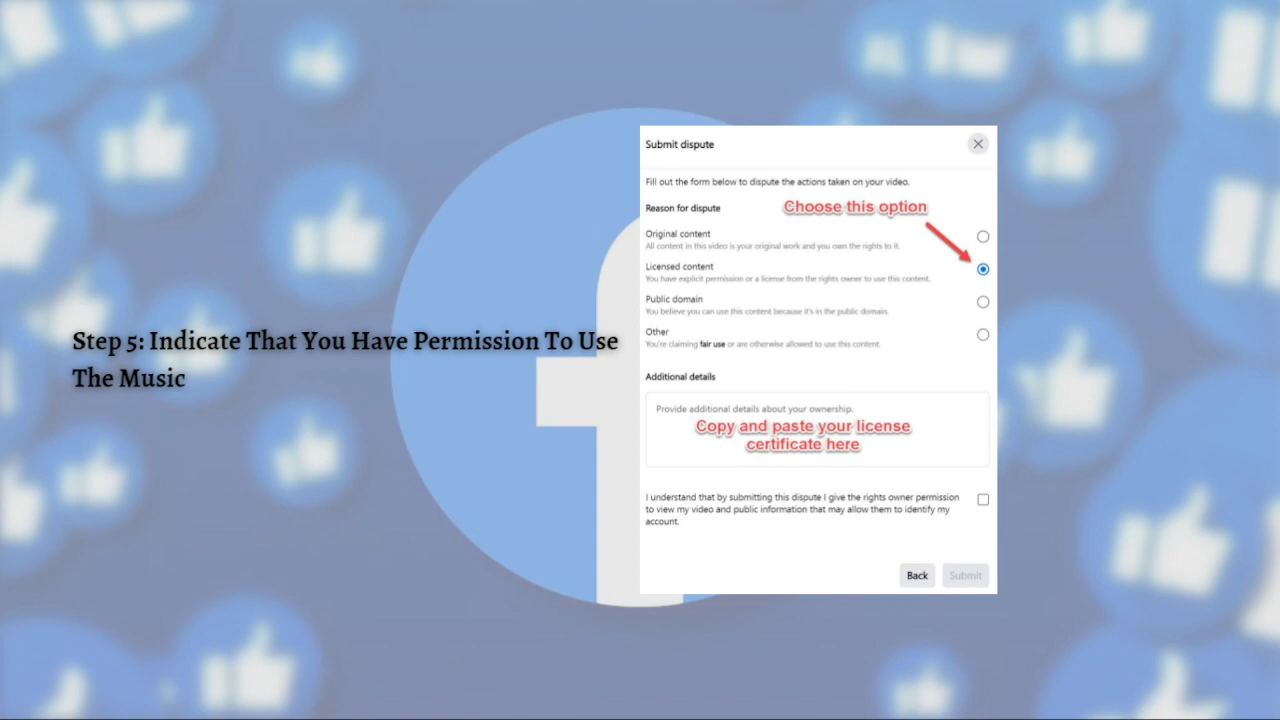 Step 5: Indicate That You Have Permission To Use
The Music
Submit dispute
Fill out the form below to dispute the actions taken on your video.
Reason for dispute
Choose this option
Original content
All content in this video is your original work and you own the rights to it.
Licensed content
You have explicit permission or a license from the rights owner to use this content.
Public domain
You believe you can use this content because it's in the public domain.
Other
You're claiming fair use or are otherwise allowed to use this content.
Additional details
Provide additional details about your ownership.
Copy and paste your license
certificate here
I understand that by submitting this dispute I give the rights owner permission
to view my video and public information that may allow them to identify my
account.
Back
Submit